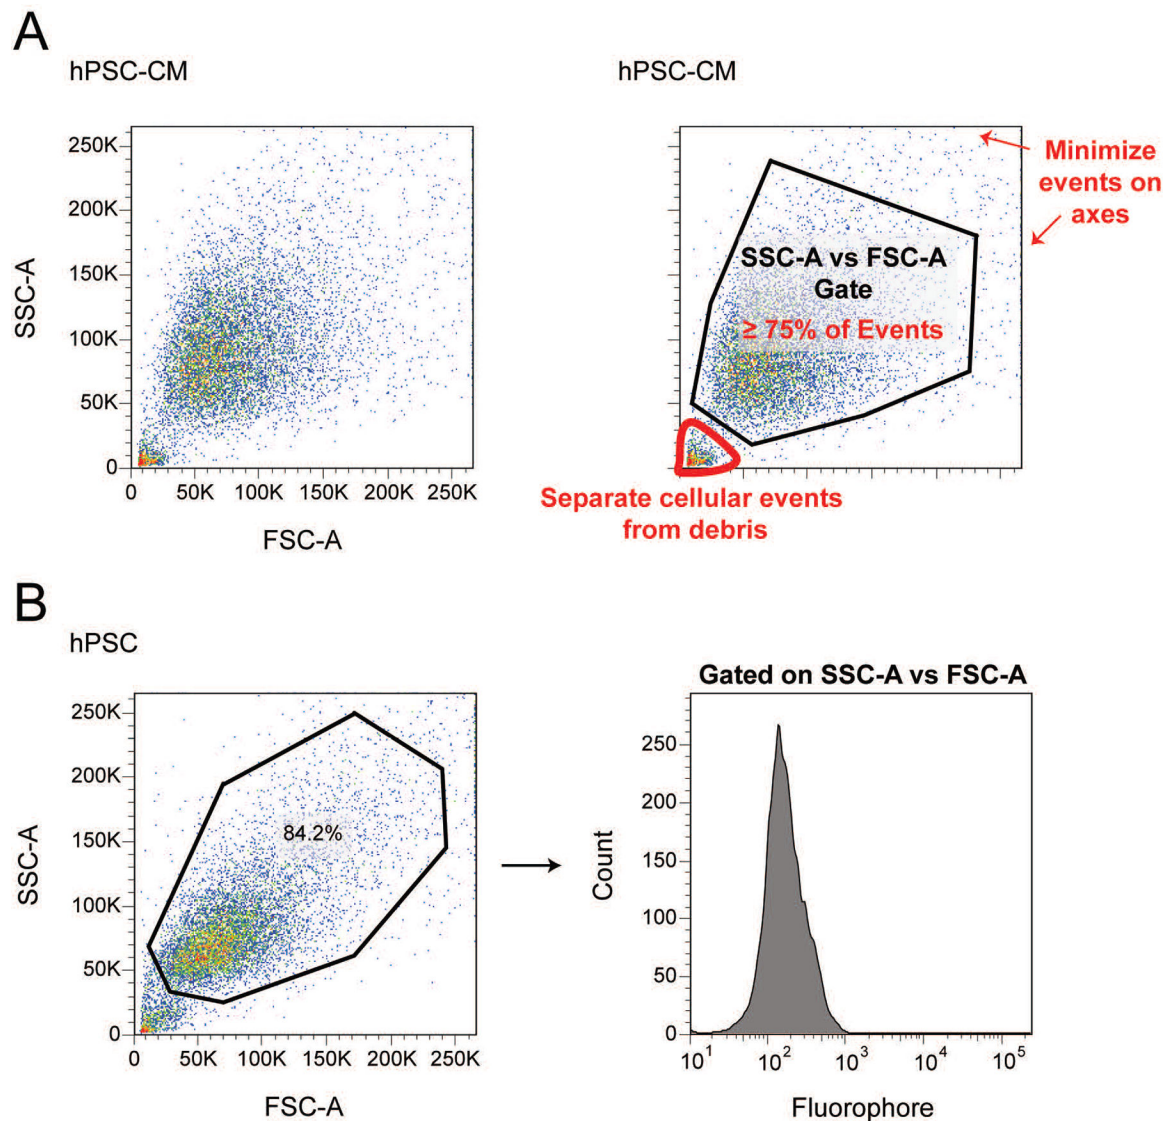 A
hPSC-CM
250K
200K
150K
100K
50K
0
SSC-A
0 50K 100K 150K 200K 250K
FSC-A
hPSC-CM
SSC-A vs FSC-A
Gate
≥ 75% of Events
Minimize
events on
axes
Separate cellular events
from debris
B
hPSC
250K
200K
150K
100K
50K
0
SSC-A
84.2%
0 50K 100K 150K 200K 250K
FSC-A
Gated on SSC-A vs FSC-A
250
200
150
100
50
0
Count
10¹ 10² 10³ 10⁴ 10⁵
Fluorophore